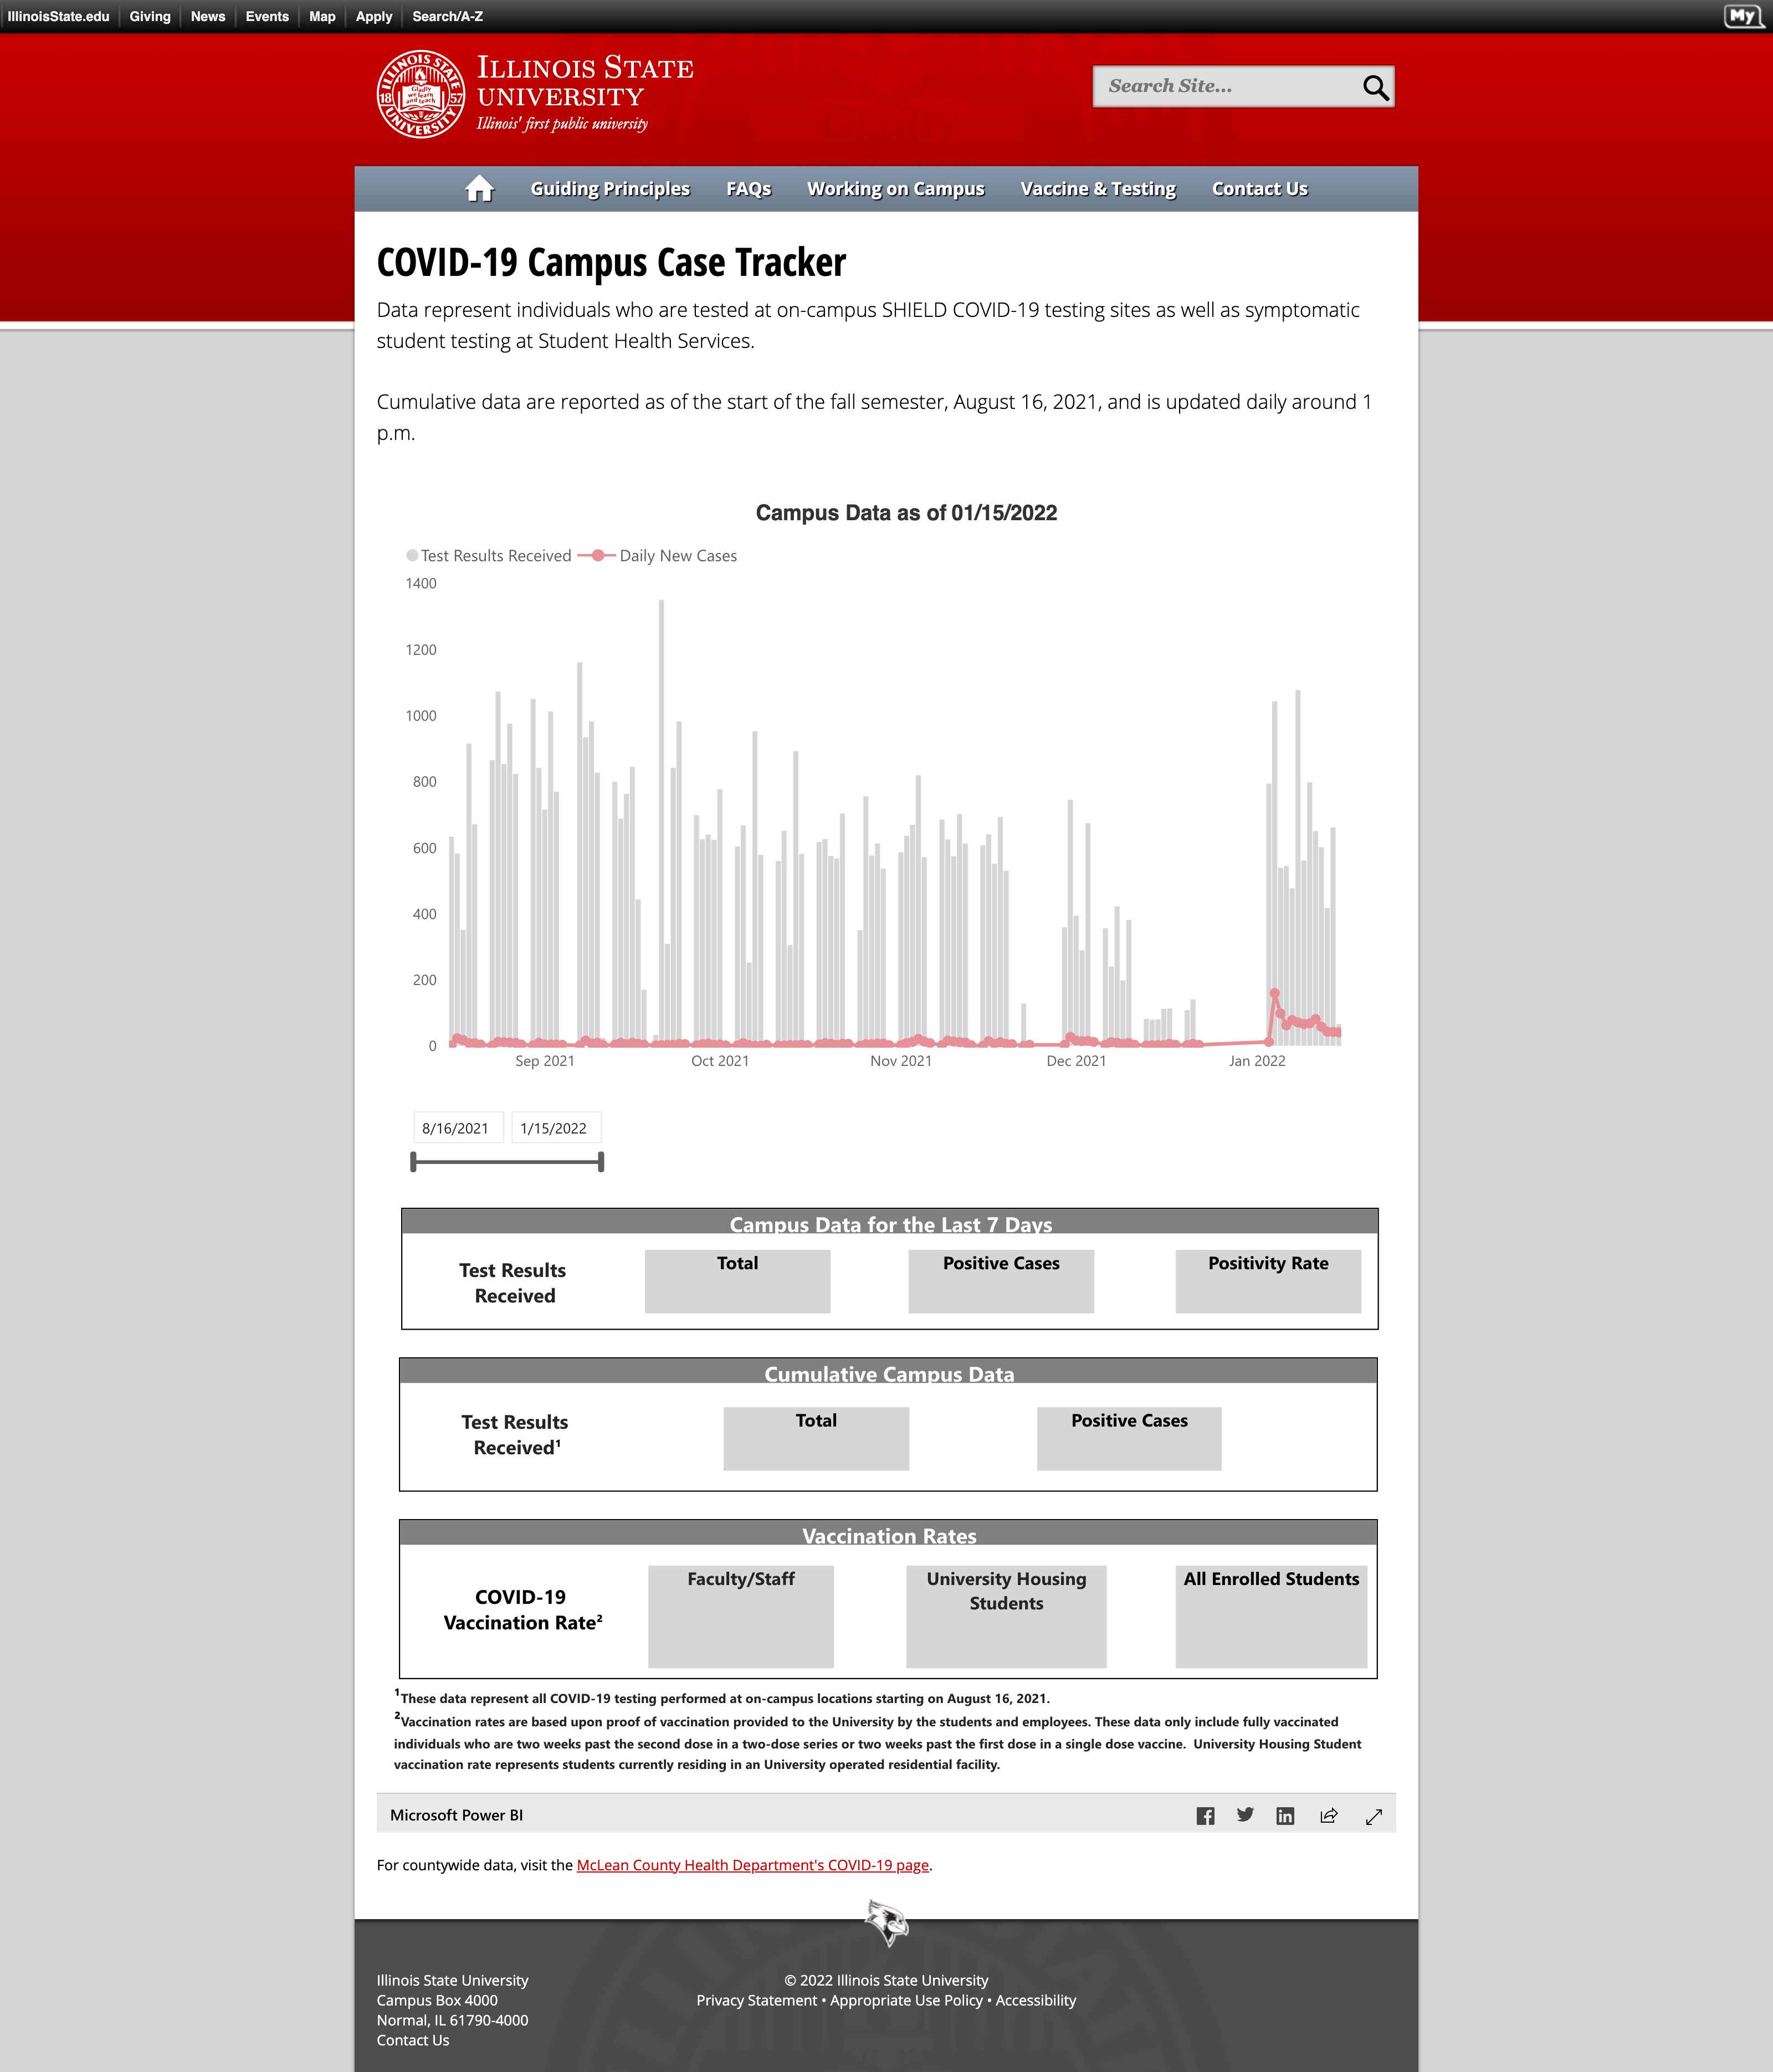 IllinoisState.edu Giving News Events Map Apply Search/A-Z My
ILLINOIS STATE UNIVERSITY 18 57 Gladly we learn and teach
ILLINOIS STATE
UNIVERSITY
Illinois' first public university
Search Site...
Guiding Principles FAQs Working on Campus Vaccine & Testing Contact Us
COVID-19 Campus Case Tracker
Data represent individuals who are tested at on-campus SHIELD COVID-19 testing sites as well as symptomatic
student testing at Student Health Services.
Cumulative data are reported as of the start of the fall semester, August 16, 2021, and is updated daily around 1
p.m.
Campus Data as of 01/15/2022
Test Results Received Daily New Cases
1400
1200
1000
800
600
400
200
0
Sep 2021 Oct 2021 Nov 2021 Dec 2021 Jan 2022
8/16/2021 1/15/2022
Campus Data for the Last 7 Days
Test Results
Received
Total Positive Cases Positivity Rate
Cumulative Campus Data
Test Results
Received¹
Total Positive Cases
Vaccination Rates
COVID-19
Vaccination Rate²
Faculty/Staff
University Housing
Students
All Enrolled Students
¹These data represent all COVID-19 testing performed at on-campus locations starting on August 16, 2021.
²Vaccination rates are based upon proof of vaccination provided to the University by the students and employees. These data only include fully vaccinated
individuals who are two weeks past the second dose in a two-dose series or two weeks past the first dose in a single dose vaccine. University Housing Student
vaccination rate represents students currently residing in an University operated residential facility.
Microsoft Power BI
For countywide data, visit the McLean County Health Department's COVID-19 page.
Illinois State University
Campus Box 4000
Normal, IL 61790-4000
Contact Us
© 2022 Illinois State University
Privacy Statement • Appropriate Use Policy • Accessibility